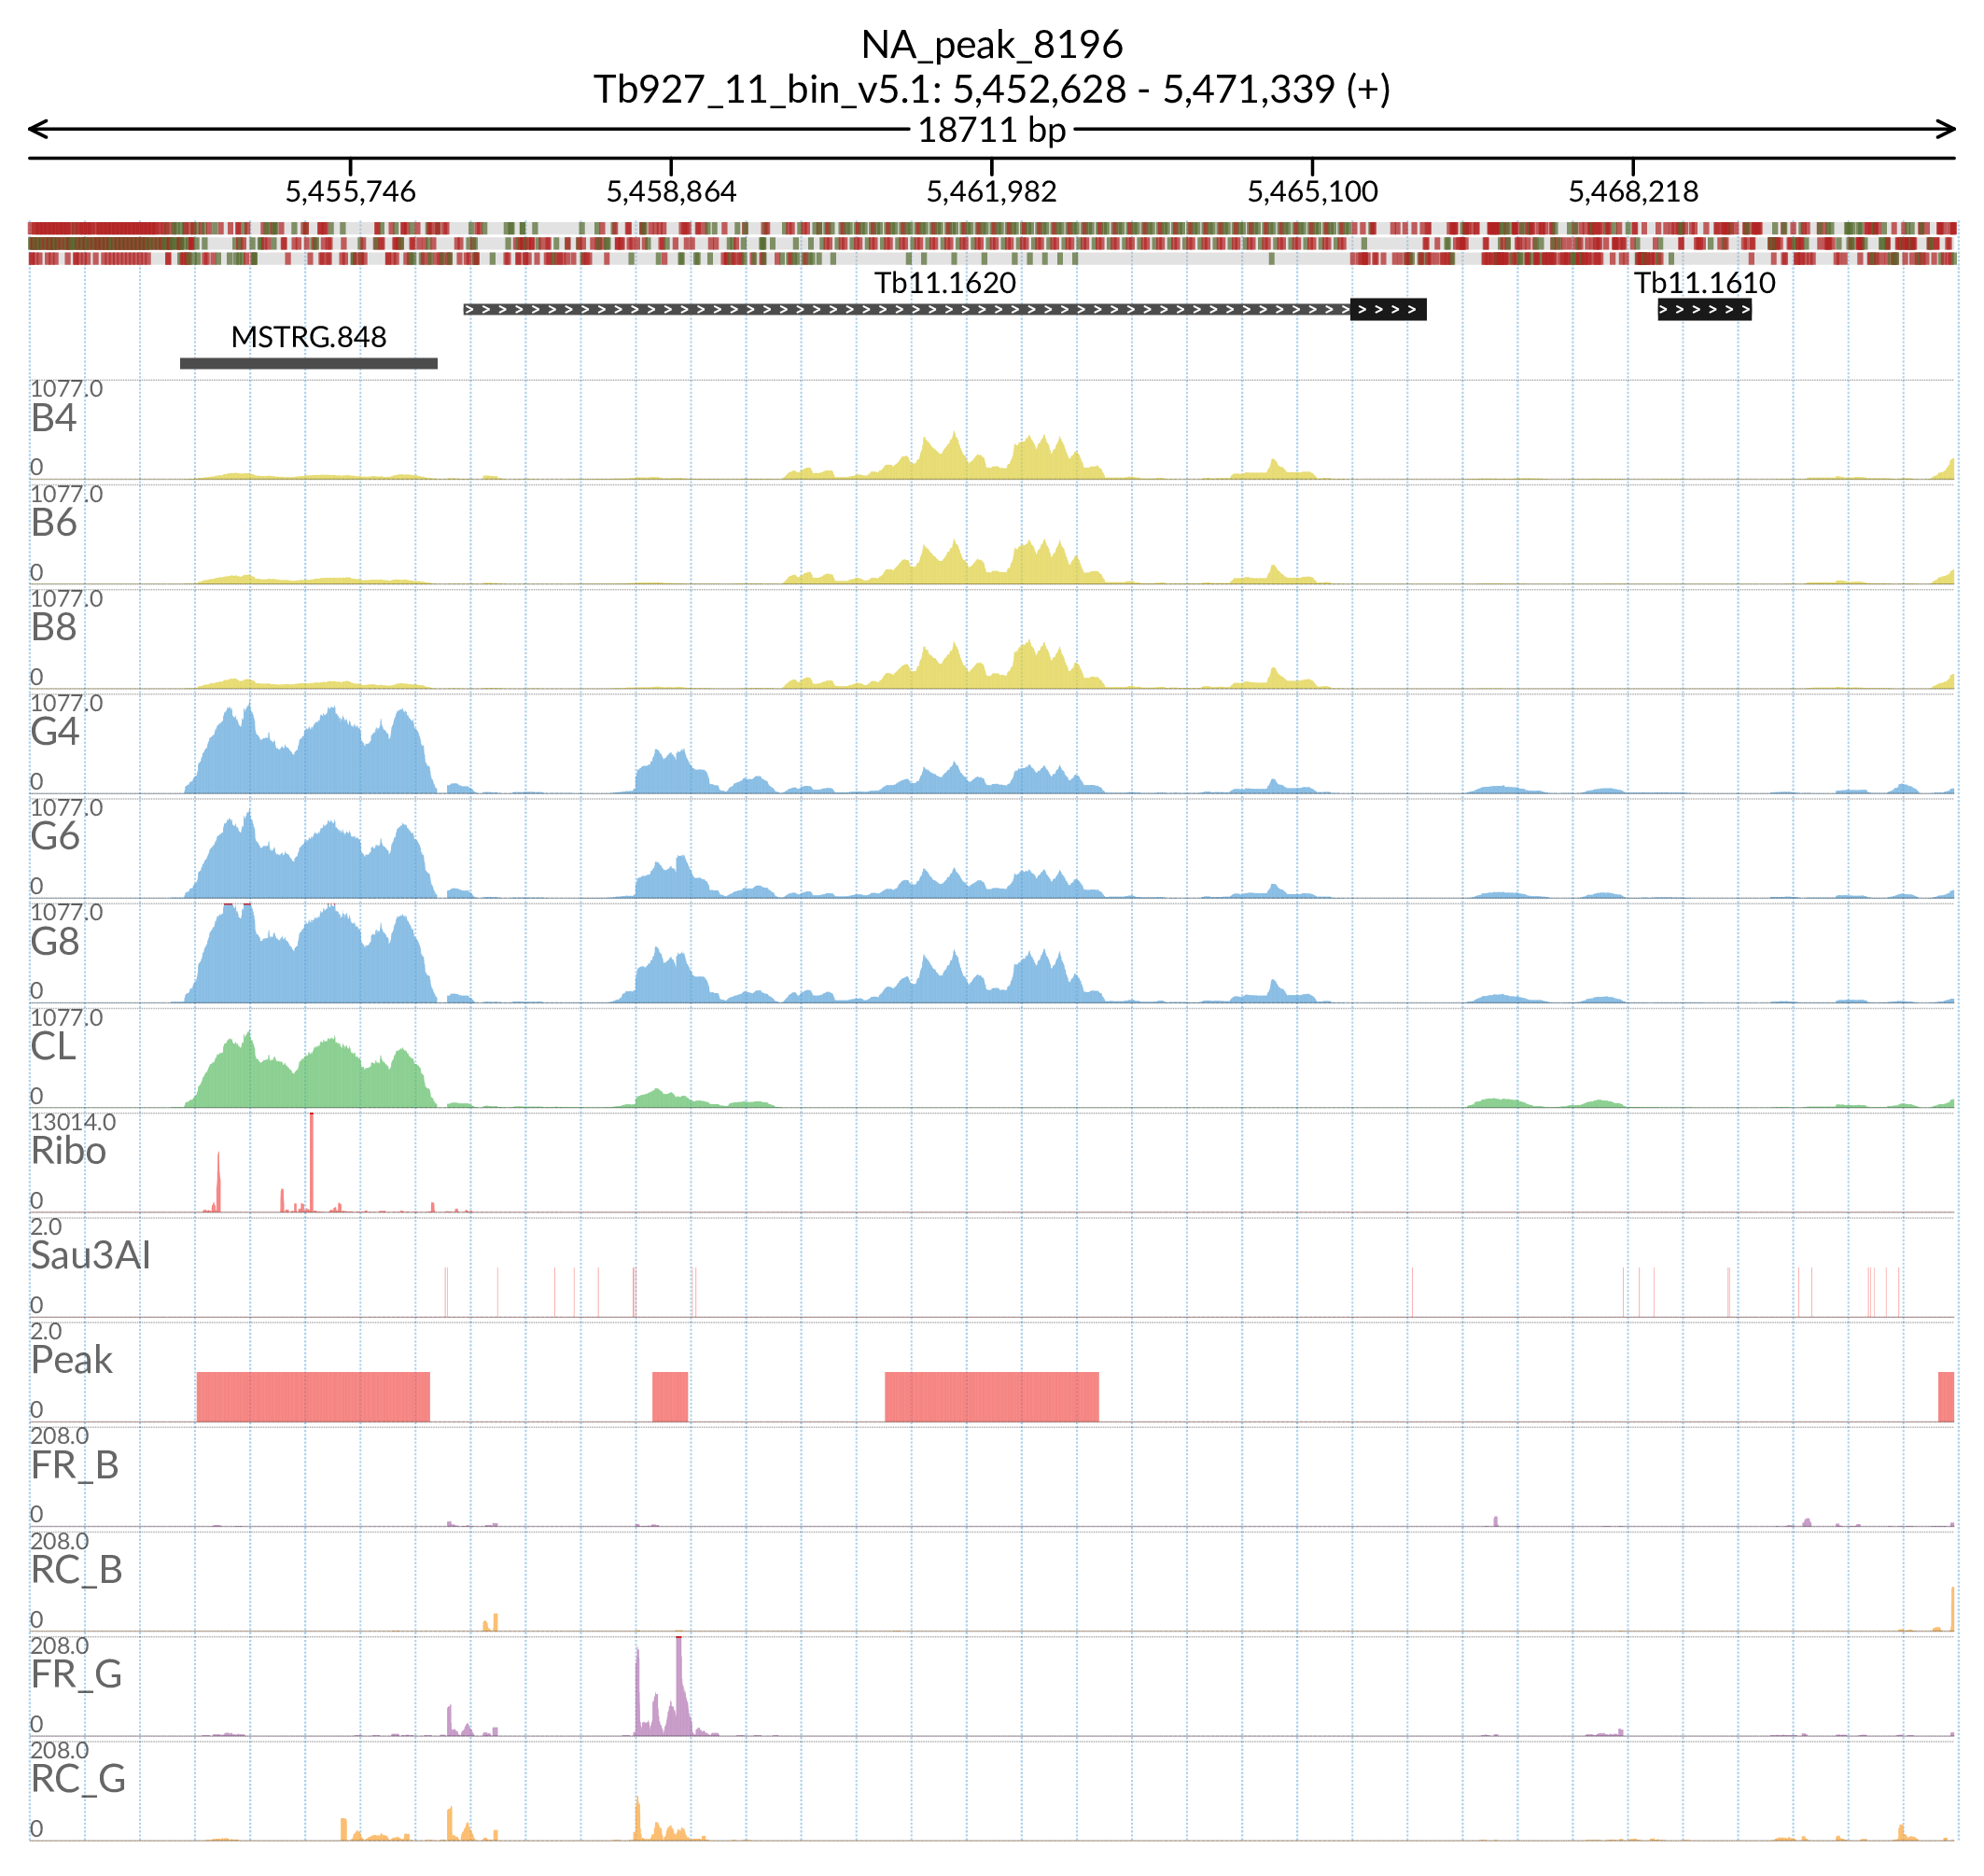 NA_peak_8196
Tb927_11_bin_v5.1: 5,452,628 - 5,471,339 (+)
18711 bp
5,455,746 5,458,864 5,461,982 5,465,100 5,468,218
Tb11.1620 Tb11.1610
MSTRG.848
1077.0
B4
0
1077.0
B6
0
1077.0
B8
0
1077.0
G4
0
1077.0
G6
0
1077.0
G8
0
1077.0
CL
0
13014.0
Ribo
0
2.0
Sau3AI
0
2.0
Peak
0
208.0
FR_B
0
208.0
RC_B
0
208.0
FR_G
0
208.0
RC_G
0